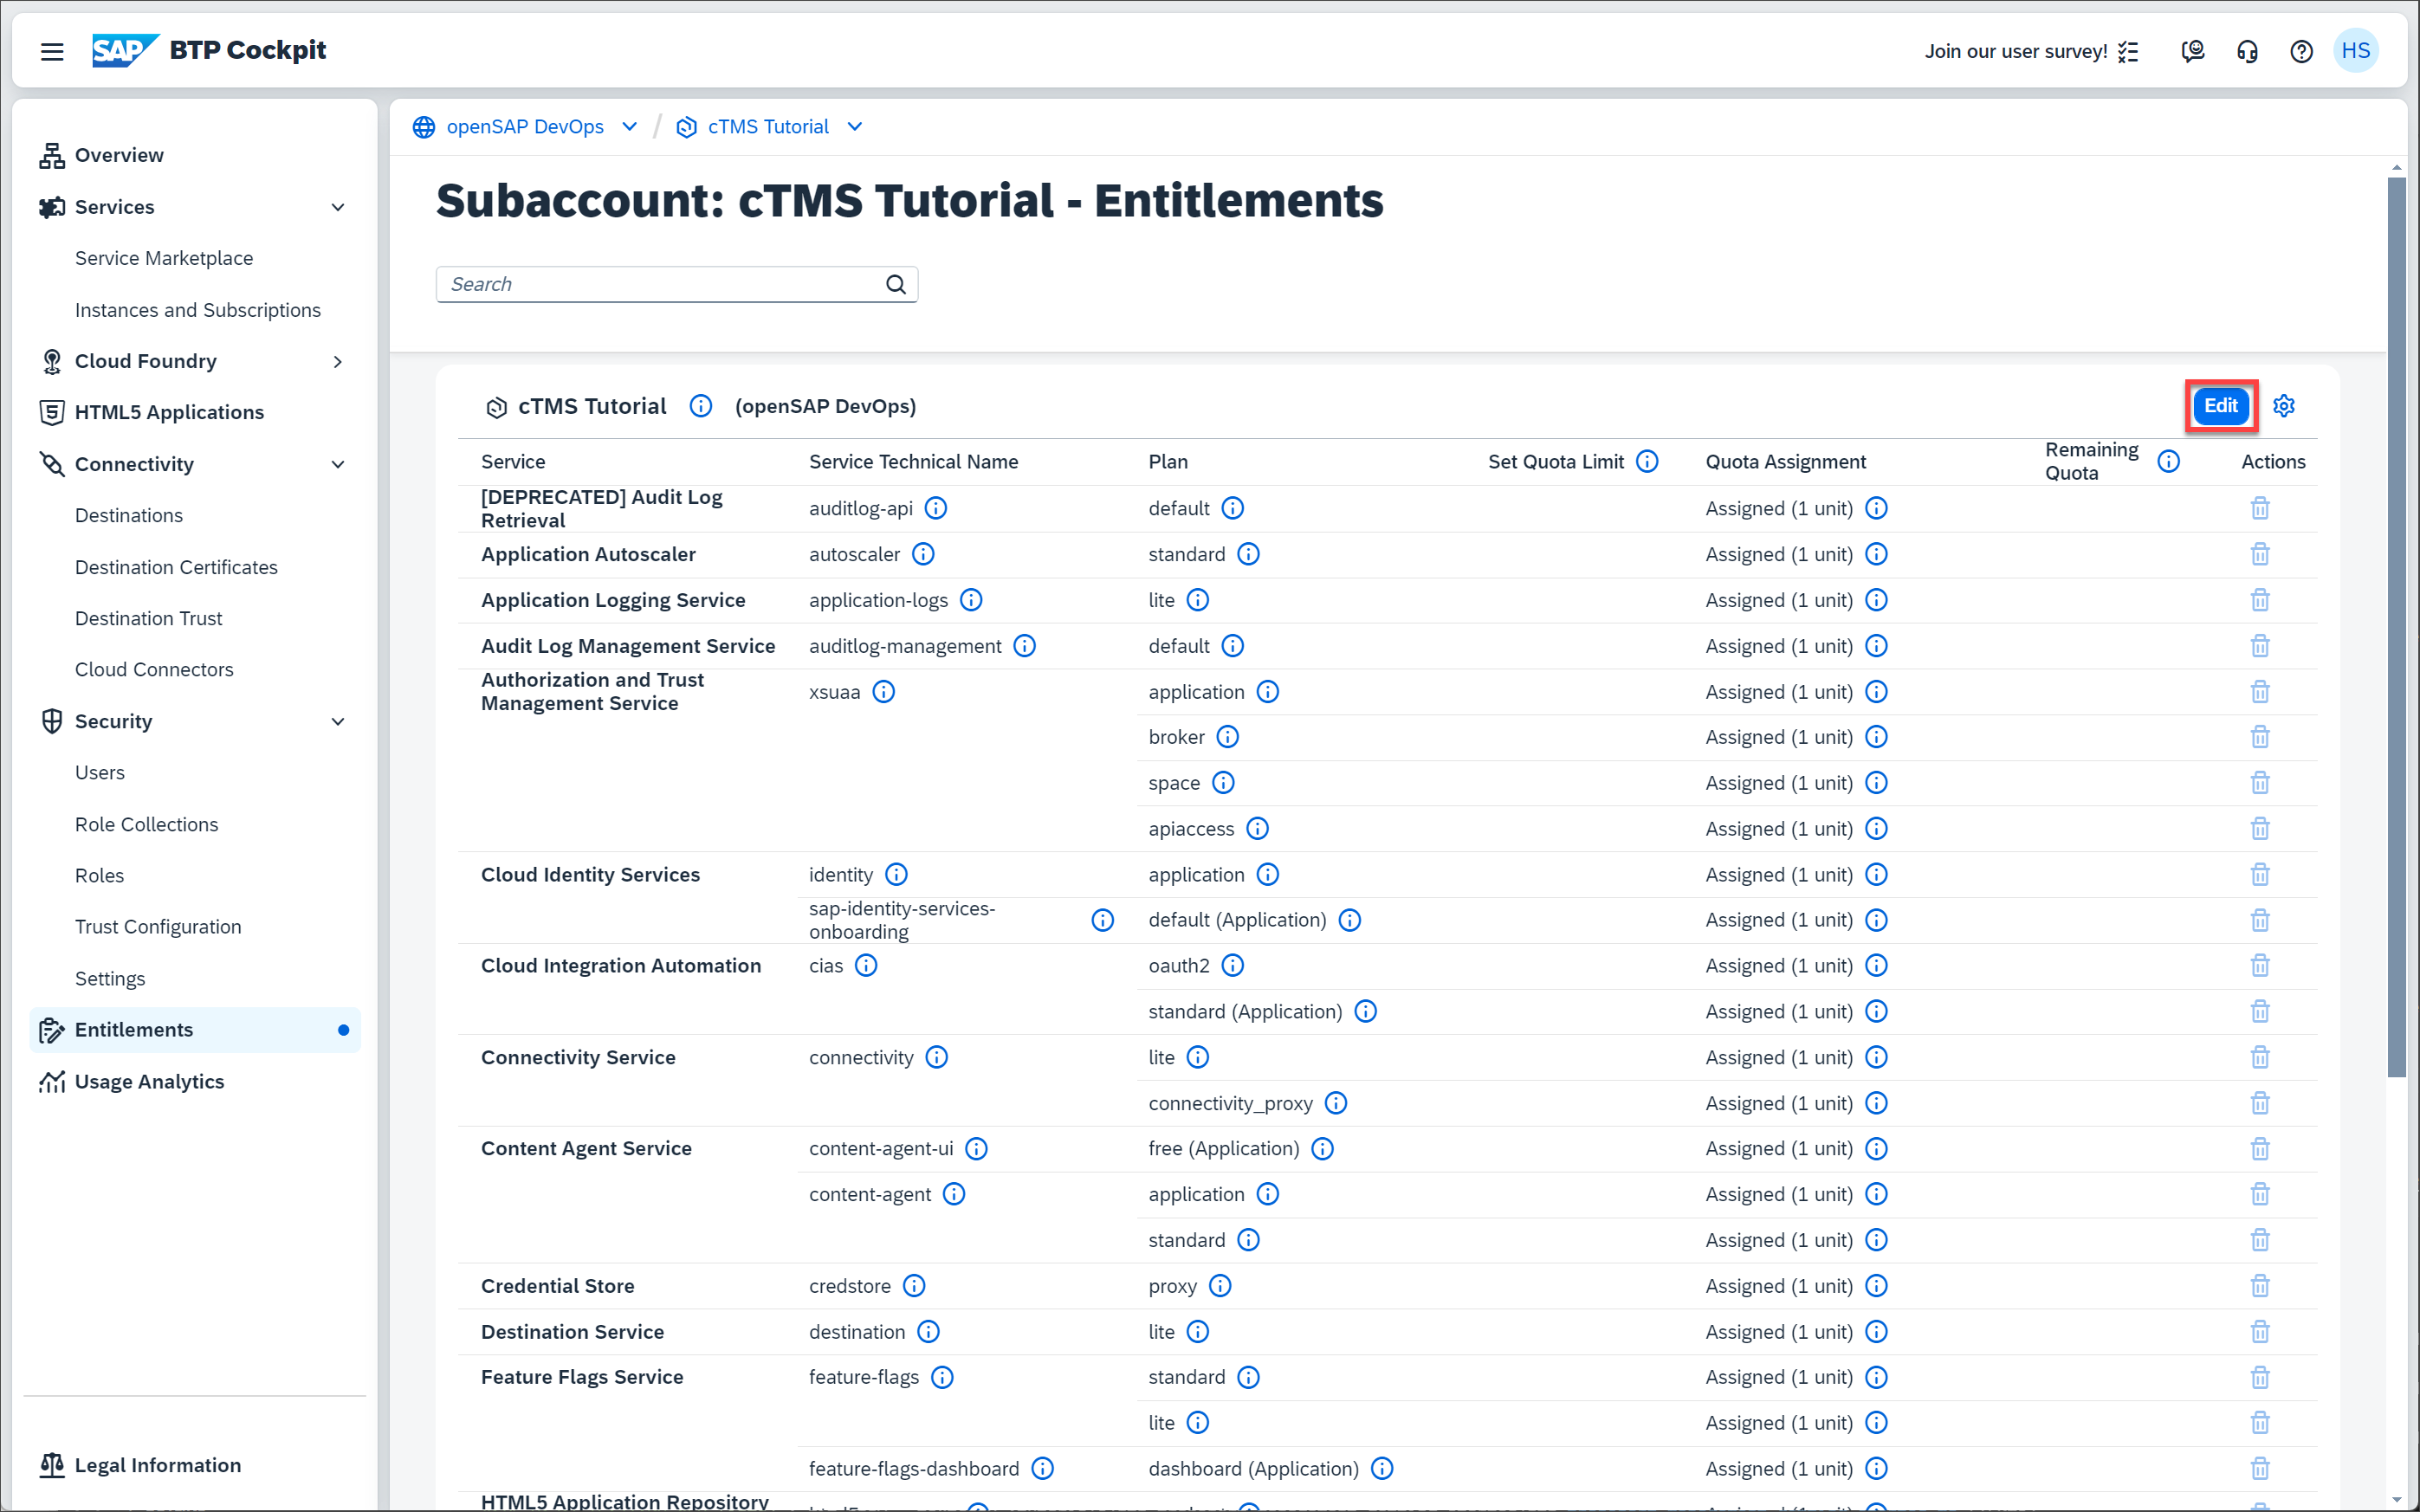 SAP BTP Cockpit
Join our user survey!
HS
Overview
Services
Service Marketplace
Instances and Subscriptions
Cloud Foundry
HTML5 Applications
Connectivity
Destinations
Destination Certificates
Destination Trust
Cloud Connectors
Security
Users
Role Collections
Roles
Trust Configuration
Settings
Entitlements
Usage Analytics
Legal Information
openSAP DevOps / cTMS Tutorial
Subaccount: cTMS Tutorial - Entitlements
Search
cTMS Tutorial (openSAP DevOps) Edit
Service Service Technical Name Plan Set Quota Limit Quota Assignment Remaining Quota Actions
[DEPRECATED] Audit Log
Retrieval auditlog-api default Assigned (1 unit)
Application Autoscaler autoscaler standard Assigned (1 unit)
Application Logging Service application-logs lite Assigned (1 unit)
Audit Log Management Service auditlog-management default Assigned (1 unit)
Authorization and Trust
Management Service xsuaa application Assigned (1 unit)
broker Assigned (1 unit)
space Assigned (1 unit)
apiaccess Assigned (1 unit)
Cloud Identity Services identity application Assigned (1 unit)
sap-identity-services-
onboarding default (Application) Assigned (1 unit)
Cloud Integration Automation cias oauth2 Assigned (1 unit)
standard (Application) Assigned (1 unit)
Connectivity Service connectivity lite Assigned (1 unit)
connectivity_proxy Assigned (1 unit)
Content Agent Service content-agent-ui free (Application) Assigned (1 unit)
content-agent application Assigned (1 unit)
standard Assigned (1 unit)
Credential Store credstore proxy Assigned (1 unit)
Destination Service destination lite Assigned (1 unit)
Feature Flags Service feature-flags standard Assigned (1 unit)
lite Assigned (1 unit)
feature-flags-dashboard dashboard (Application) Assigned (1 unit)
HTML5 Application Repository